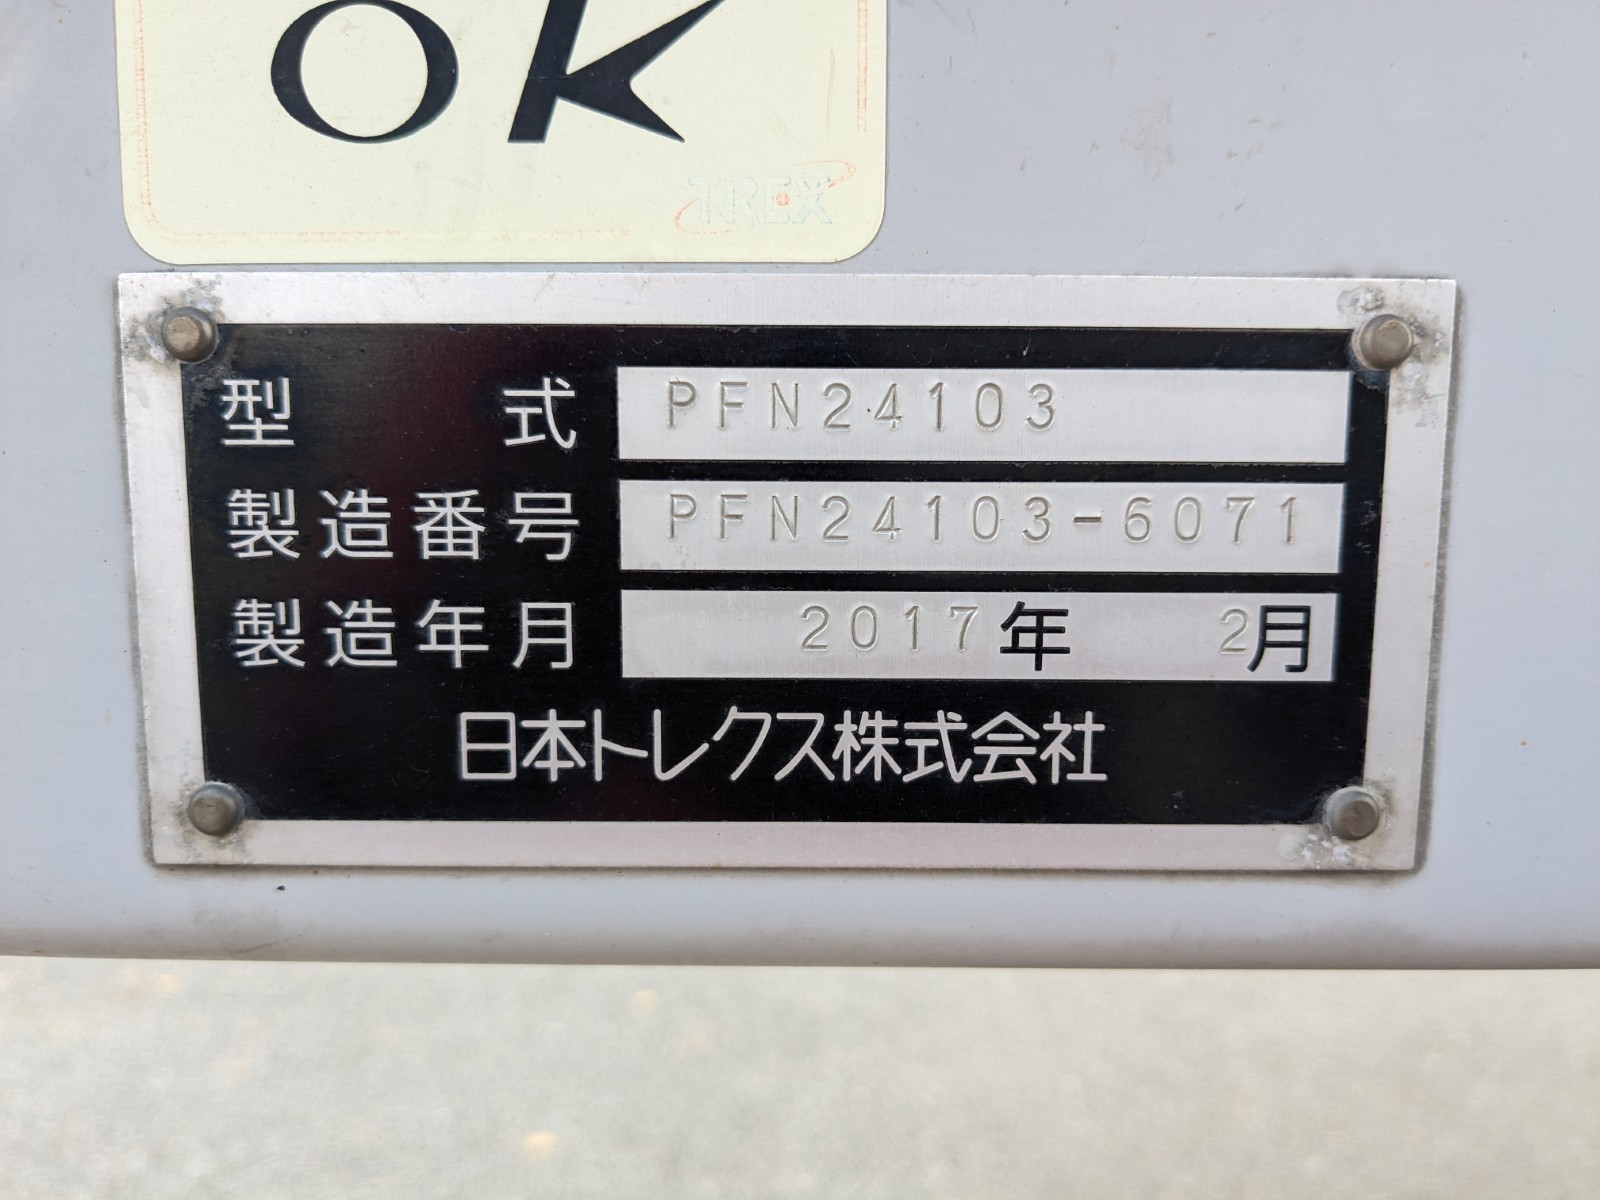 OK
TREX
型式 PFN24103
製造番号 PFN24103-6071
製造年月 2017年 2月
日本トレクス株式会社